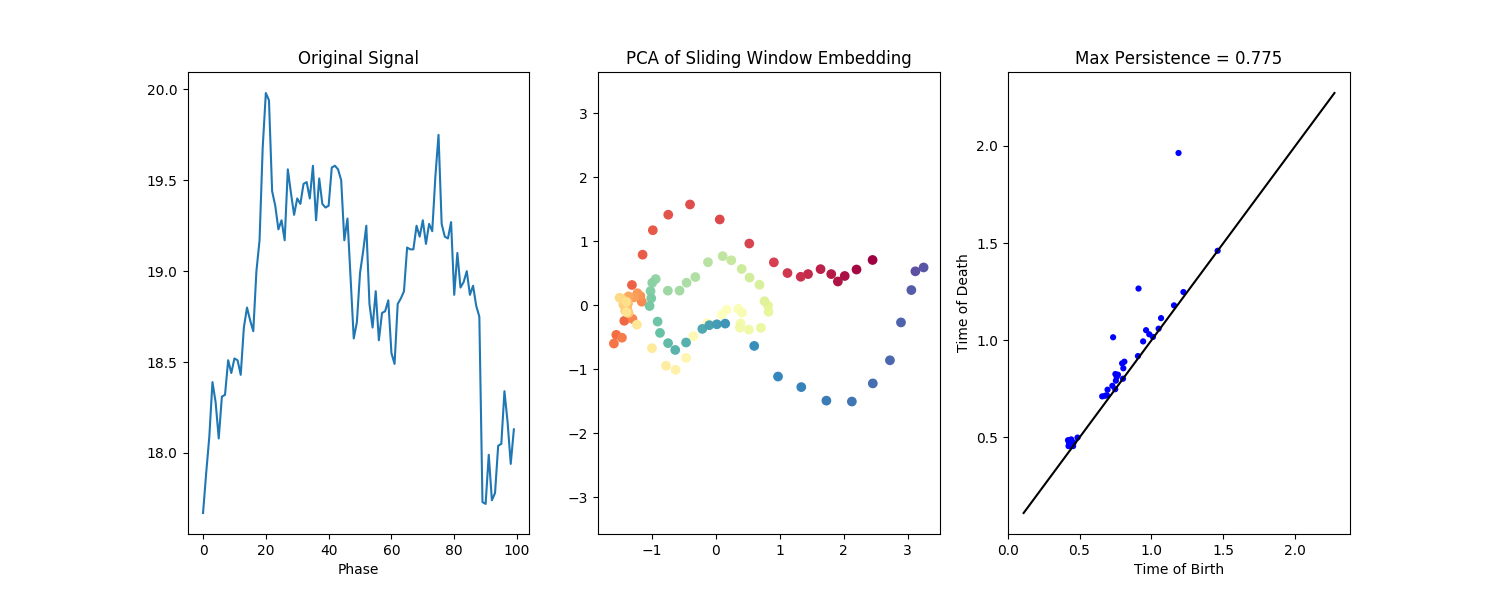 Original Signal
20.0
19.5
19.0
18.5
18.0
0 20 40 60 80 100
Phase
PCA of Sliding Window Embedding
3
2
1
0
−1
−2
−3
−1 0 1 2 3
Max Persistence = 0.775
Time of Death
2.0
1.5
1.0
0.5
0.0 0.5 1.0 1.5 2.0
Time of Birth